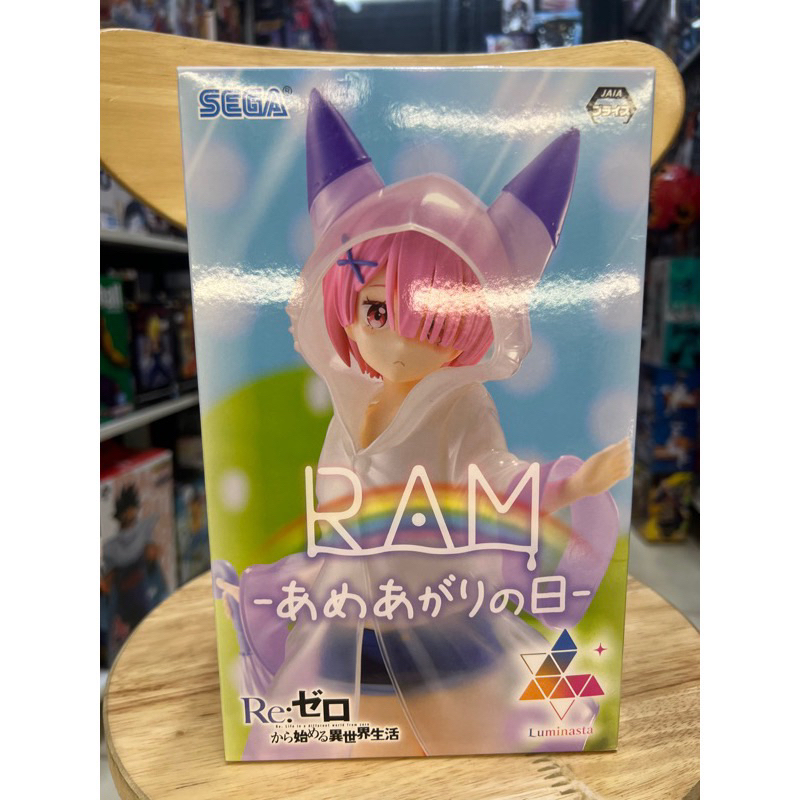 SEGA®
JAIA
プライズ
RAM
-あめあがりの日-
Re:ゼロ
Re: Life in a different world from zero
から始める異世界生活
Luminasta